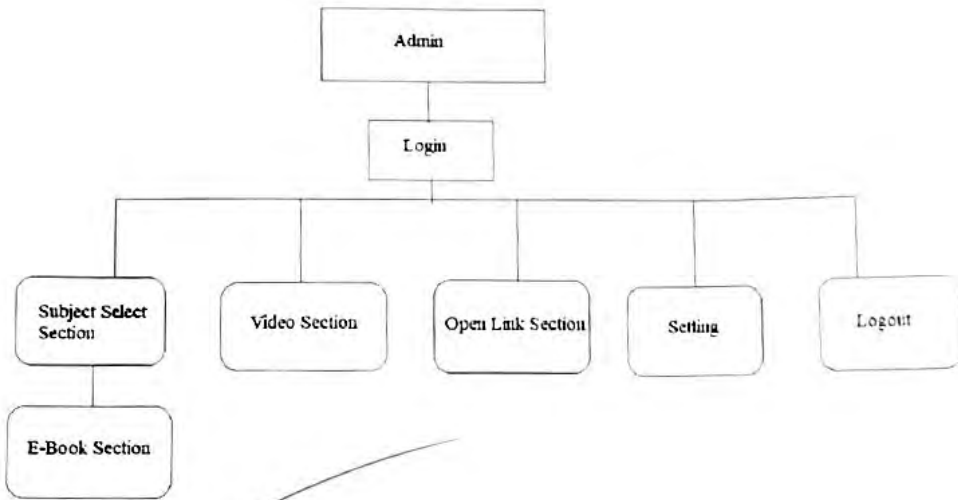 Admin
Login
Subject Select
Section
Video Section
Open Link Section
Setting
Logout
E-Book Section